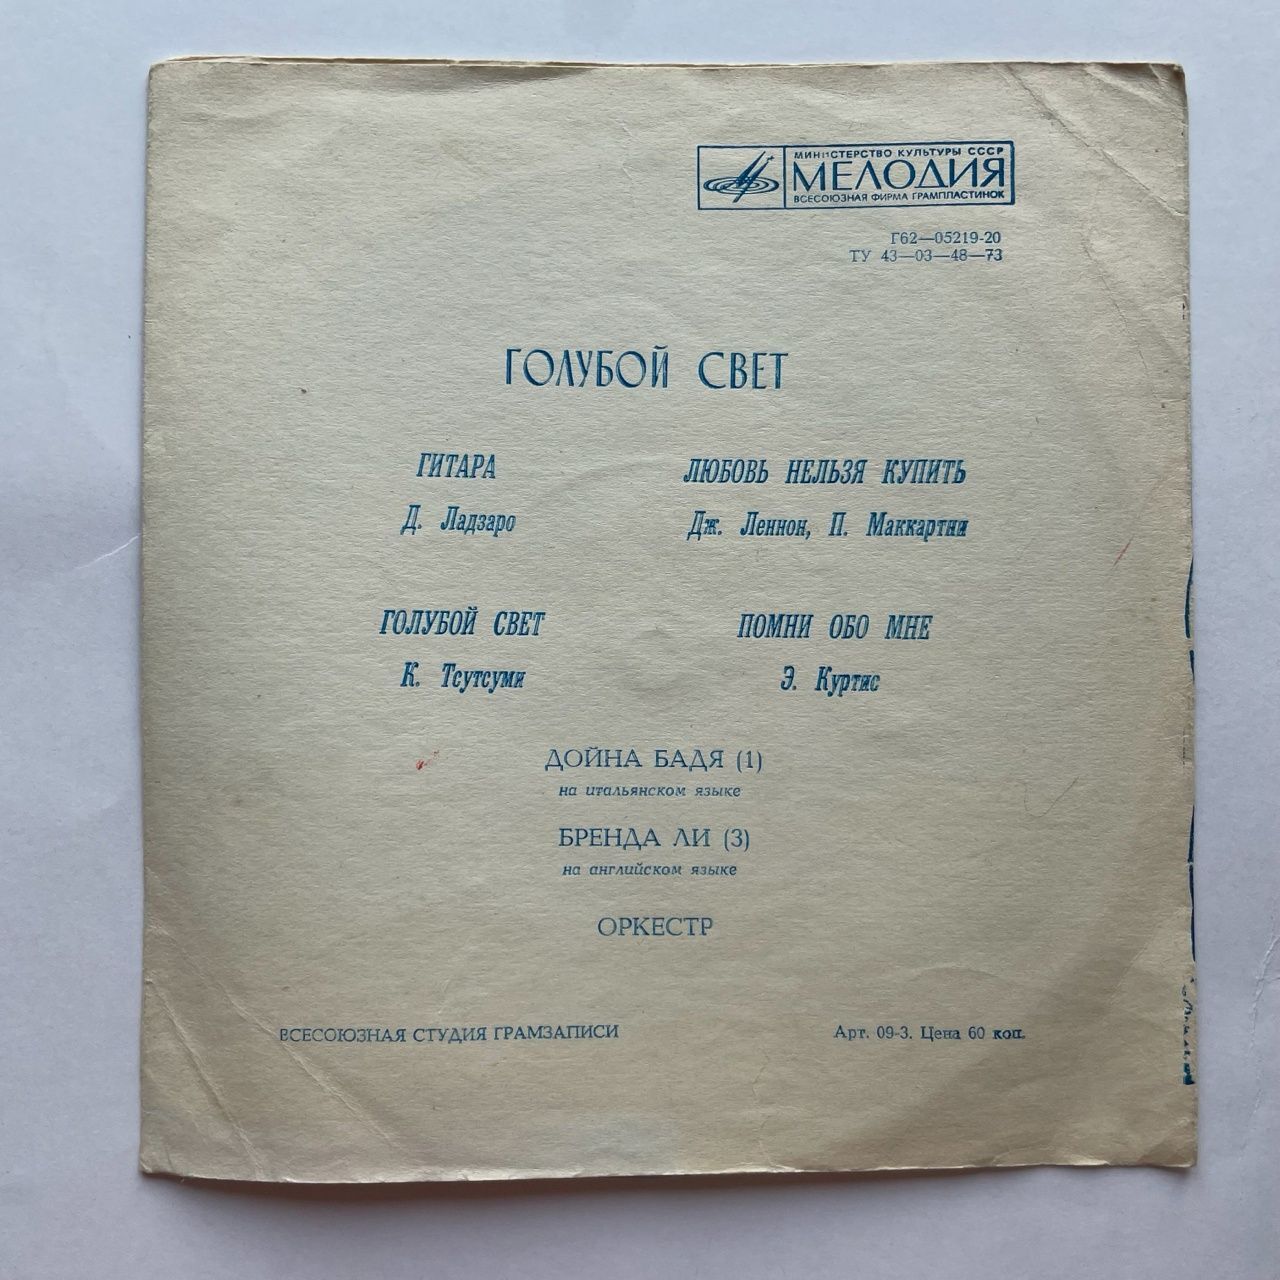 МИНИСТЕРСТВО КУЛЬТУРЫ СССР
МЕЛОДИЯ
ВСЕСОЮЗНАЯ ФИРМА ГРАМПЛАСТИНОК
Г62—05219-20
ТУ 43—03—48—73
ГОЛУБОЙ СВЕТ
ГИТАРА
Д. Ладзаро
ЛЮБОВЬ НЕЛЬЗЯ КУПИТЬ
Дж. Леннон, П. Маккартни
ГОЛУБОЙ СВЕТ
К. Тсутсуми
ПОМНИ ОБО МНЕ
Э. Куртис
ДОЙНА БАДЯ (1)
на итальянском языке
БРЕНДА ЛИ (3)
на английском языке
ОРКЕСТР
ВСЕСОЮЗНАЯ СТУДИЯ ГРАМЗАПИСИ
Арт. 09-3. Цена 60 коп.